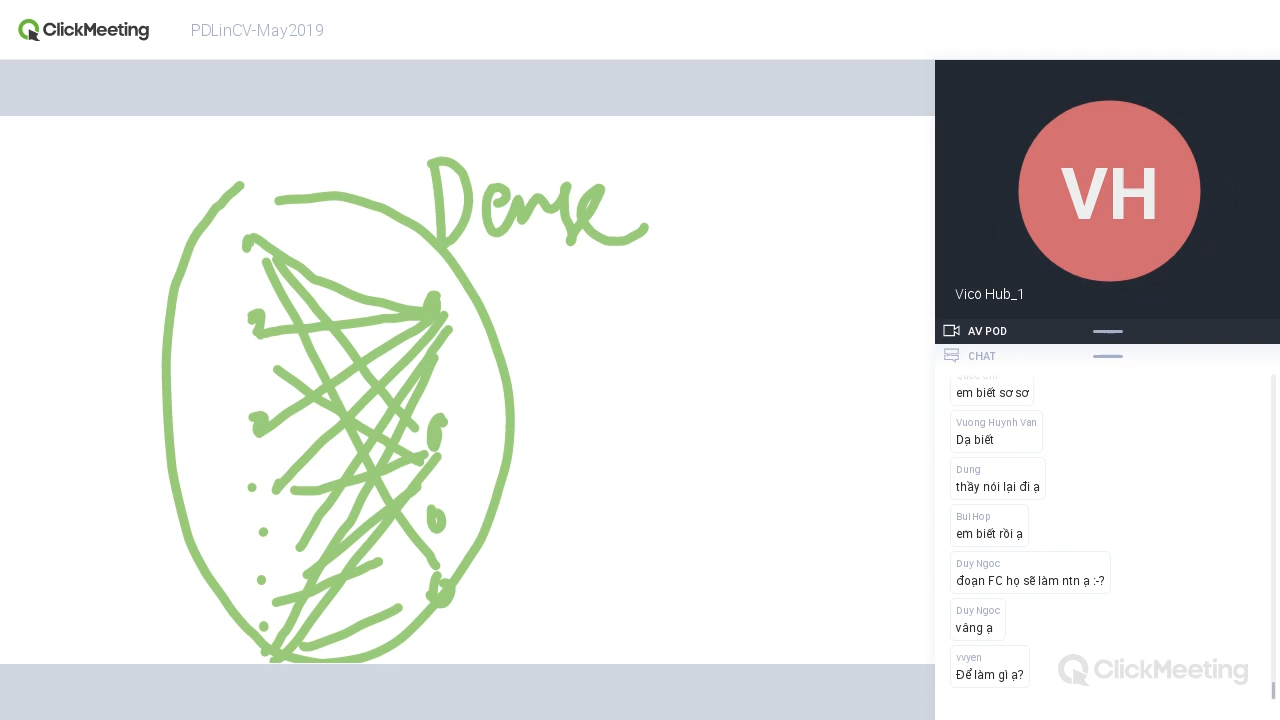 ClickMeeting
PDLinCV-May2019
Dense
VH
Vico Hub_1
AV POD
CHAT
em biết sơ sơ
Vuong Huynh Van
Dạ biết
Dung
thầy nói lại đi ạ
Bui Hop
em biết rồi ạ
Duy Ngoc
đoạn FC họ sẽ làm ntn ạ :-?
Duy Ngoc
vâng ạ
vvyen
Để làm gì ạ?
ClickMeeting